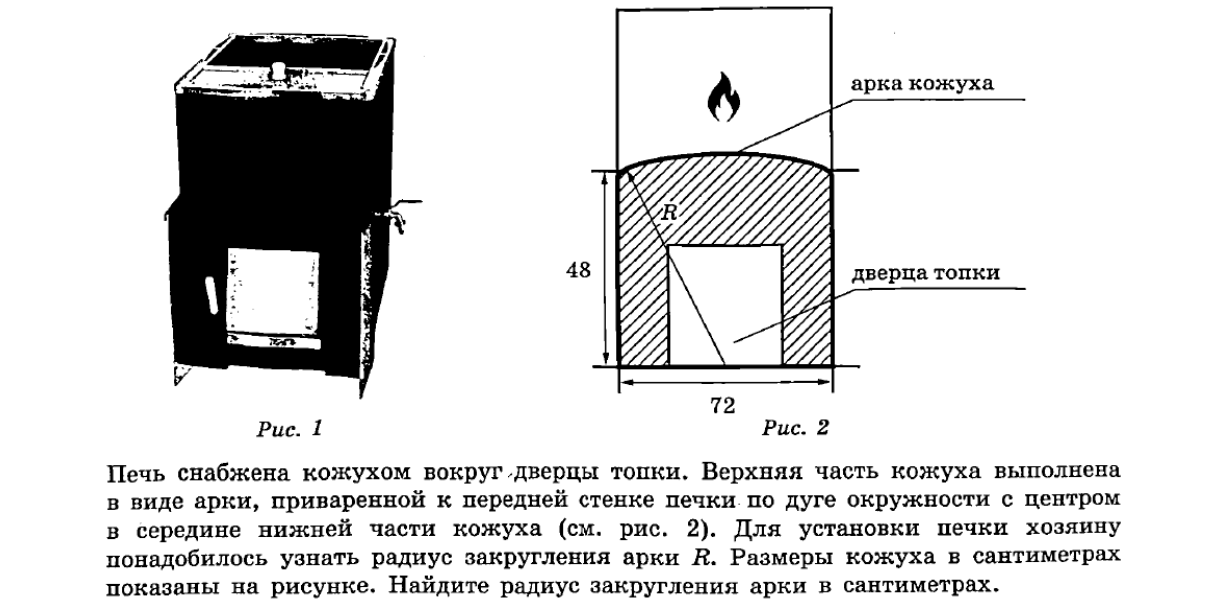 арка кожуха
R
48
дверца топки
72
Рис. 1
Рис. 2
Печь снабжена кожухом вокруг дверцы топки. Верхняя часть кожуха выполнена
в виде арки, приваренной к передней стенке печки по дуге окружности с центром
в середине нижней части кожуха (см. рис. 2). Для установки печки хозяину
понадобилось узнать радиус закругления арки R. Размеры кожуха в сантиметрах
показаны на рисунке. Найдите радиус закругления арки в сантиметрах.